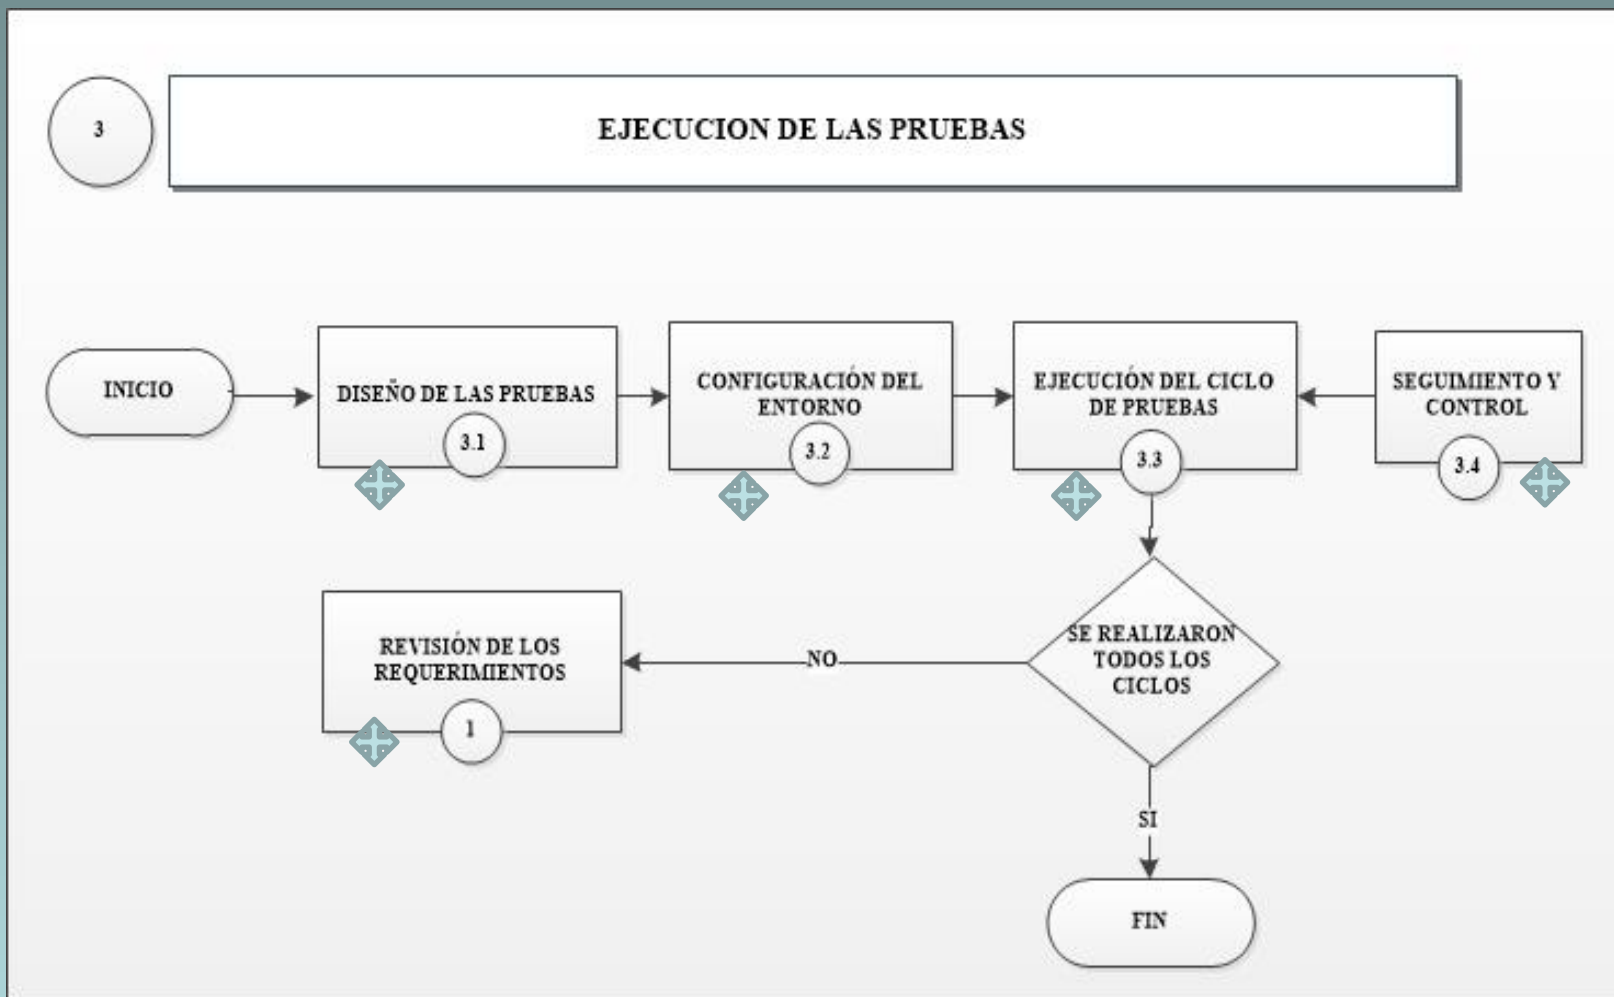 3
EJECUCION DE LAS PRUEBAS
INICIO
DISEÑO DE LAS PRUEBAS
3.1
CONFIGURACIÓN DEL
ENTORNO
3.2
EJECUCIÓN DEL CICLO
DE PRUEBAS
3.3
SEGUIMIENTO Y
CONTROL
3.4
REVISIÓN DE LOS
REQUERIMIENTOS
1
NO
SE REALIZARON
TODOS LOS
CICLOS
SI
FIN